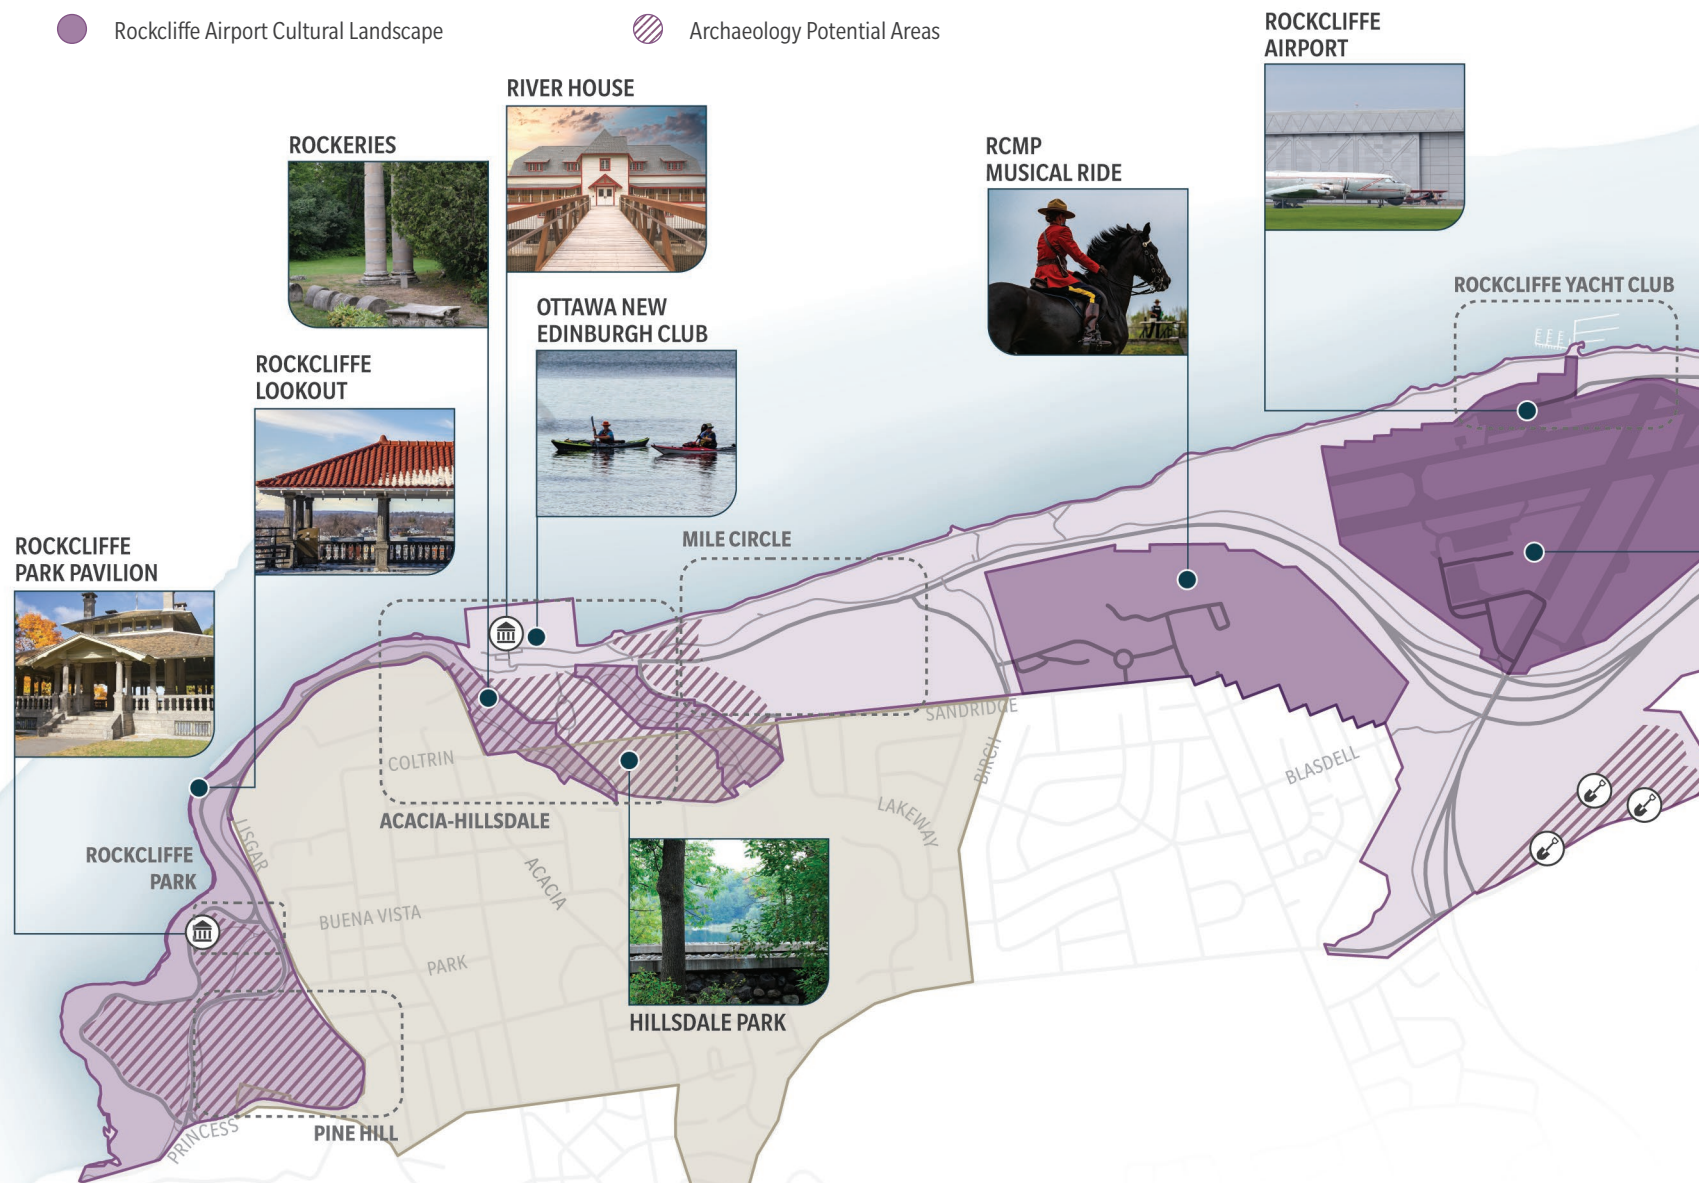 Rockcliffe Airport Cultural Landscape
Archaeology Potential Areas
ROCKCLIFFE
AIRPORT
RIVER HOUSE
ROCKERIES
RCMP
MUSICAL RIDE
ROCKCLIFFE YACHT CLUB
OTTAWA NEW
EDINBURGH CLUB
ROCKCLIFFE
LOOKOUT
MILE CIRCLE
ROCKCLIFFE
PARK PAVILION
SANDRIDGE
COLTRIN
BIRCH
BLASDELL
LAKEWAY
ACACIA-HILLSDALE
LISGAR
ROCKCLIFFE
PARK
ACACIA
BUENA VISTA
PARK
HILLSDALE PARK
PRINCESS
PINE HILL